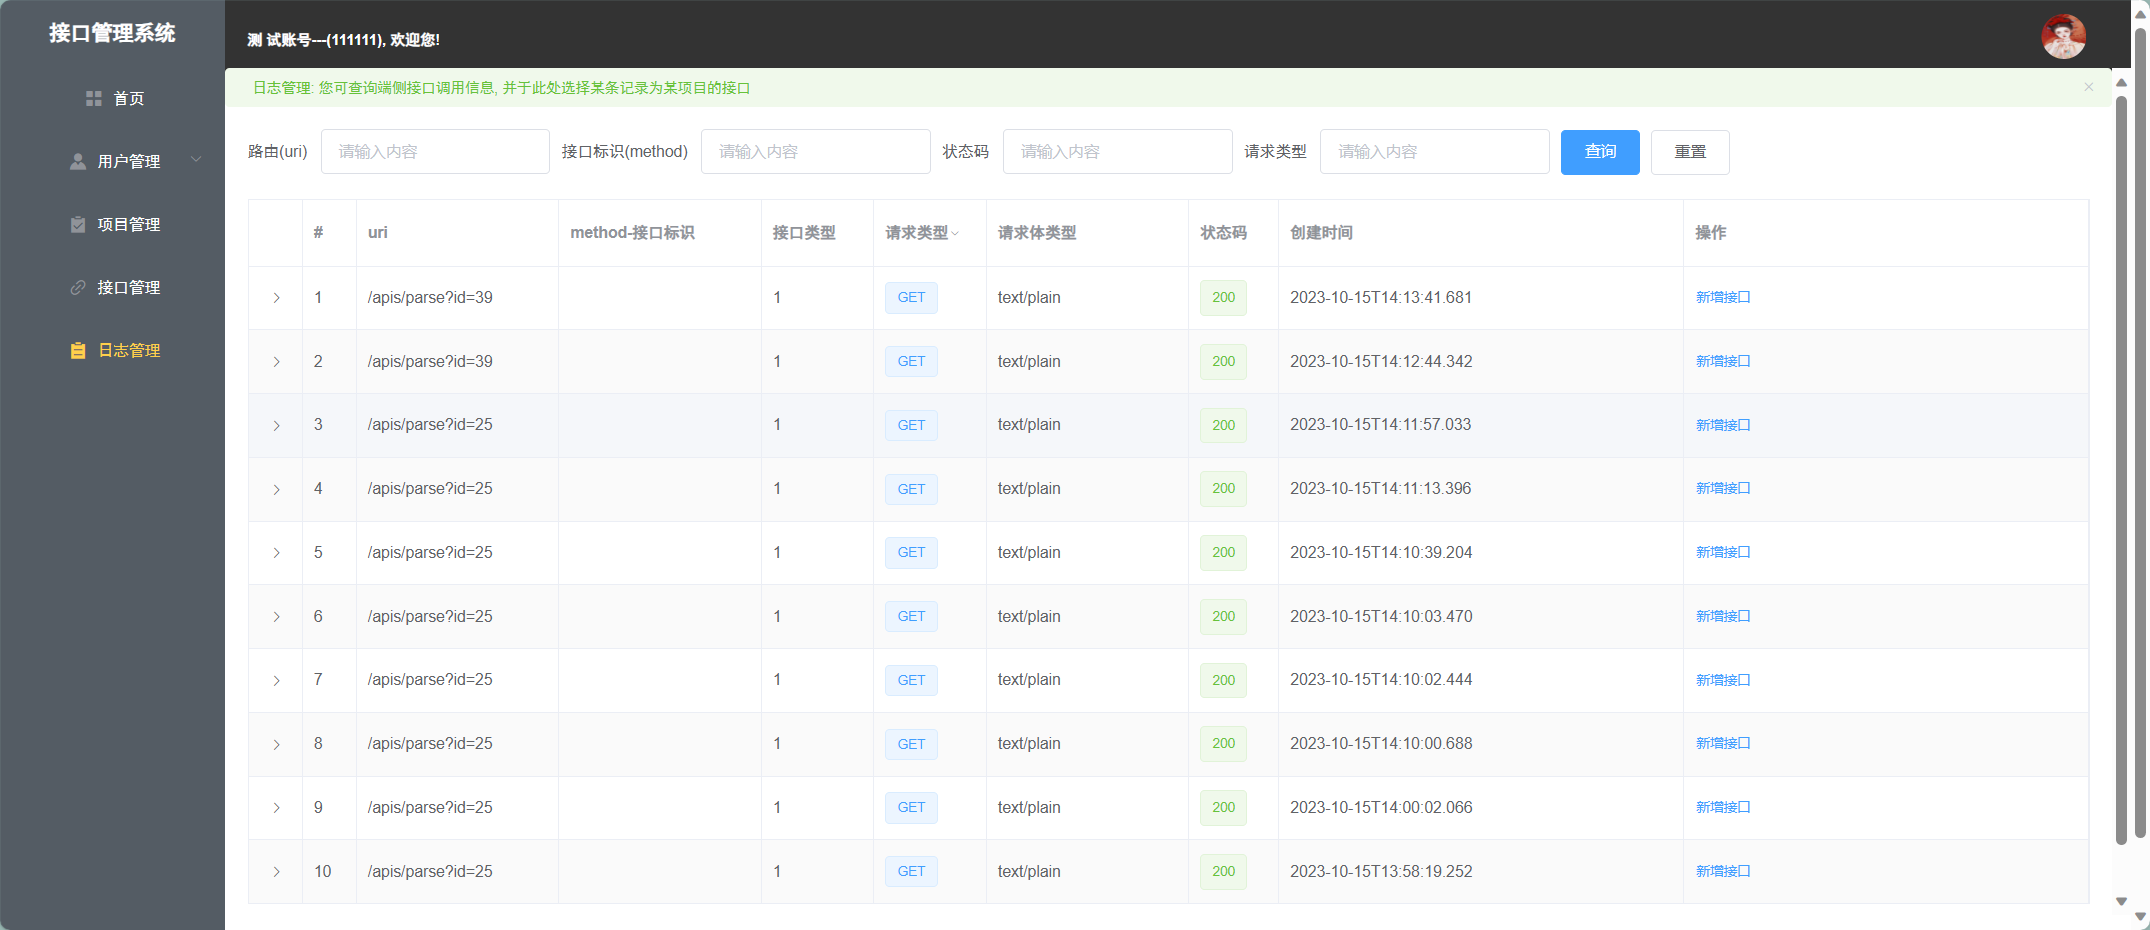 接口管理系统
首页
用户管理
项目管理
接口管理
日志管理
测 试账号---(111111), 欢迎您!
日志管理: 您可查询端侧接口调用信息, 并于此处选择某条记录为某项目的接口
路由(uri) 请输入内容 接口标识(method) 请输入内容 状态码 请输入内容 请求类型 请输入内容 查询 重置
# uri method-接口标识 接口类型 请求类型 请求体类型 状态码 创建时间 操作
1 /apis/parse?id=39 1 GET text/plain 200 2023-10-15T14:13:41.681 新增接口
2 /apis/parse?id=39 1 GET text/plain 200 2023-10-15T14:12:44.342 新增接口
3 /apis/parse?id=25 1 GET text/plain 200 2023-10-15T14:11:57.033 新增接口
4 /apis/parse?id=25 1 GET text/plain 200 2023-10-15T14:11:13.396 新增接口
5 /apis/parse?id=25 1 GET text/plain 200 2023-10-15T14:10:39.204 新增接口
6 /apis/parse?id=25 1 GET text/plain 200 2023-10-15T14:10:03.470 新增接口
7 /apis/parse?id=25 1 GET text/plain 200 2023-10-15T14:10:02.444 新增接口
8 /apis/parse?id=25 1 GET text/plain 200 2023-10-15T14:10:00.688 新增接口
9 /apis/parse?id=25 1 GET text/plain 200 2023-10-15T14:00:02.066 新增接口
10 /apis/parse?id=25 1 GET text/plain 200 2023-10-15T13:58:19.252 新增接口